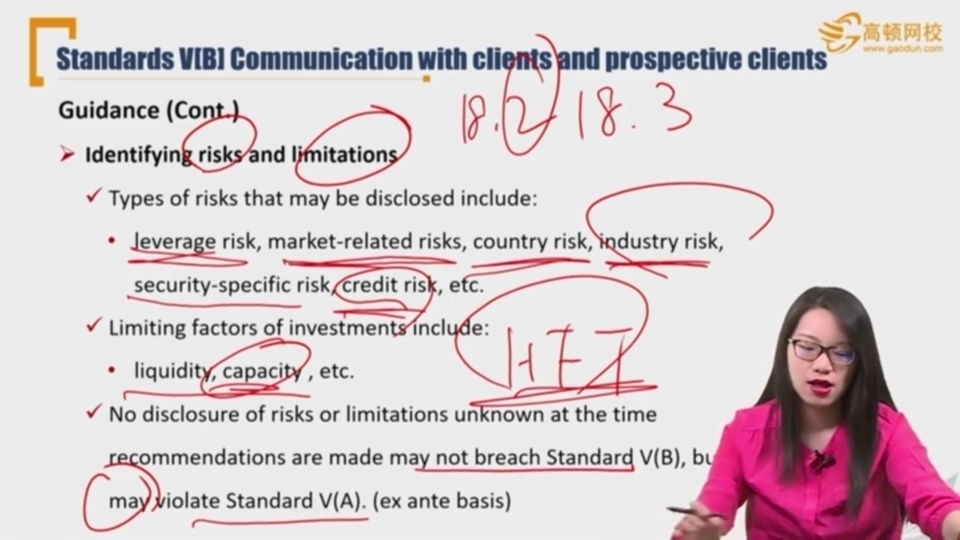 高顿网校
www.gaodun.com
Standards V[B] Communication with clients and prospective clients
Guidance (Cont.)
18.2 18.3
Identifying risks and limitations
Types of risks that may be disclosed include:
leverage risk, market-related risks, country risk, industry risk,
security-specific risk, credit risk, etc.
Limiting factors of investments include:
HFT
liquidity, capacity , etc.
No disclosure of risks or limitations unknown at the time
recommendations are made may not breach Standard V(B), bu
may violate Standard V(A). (ex ante basis)